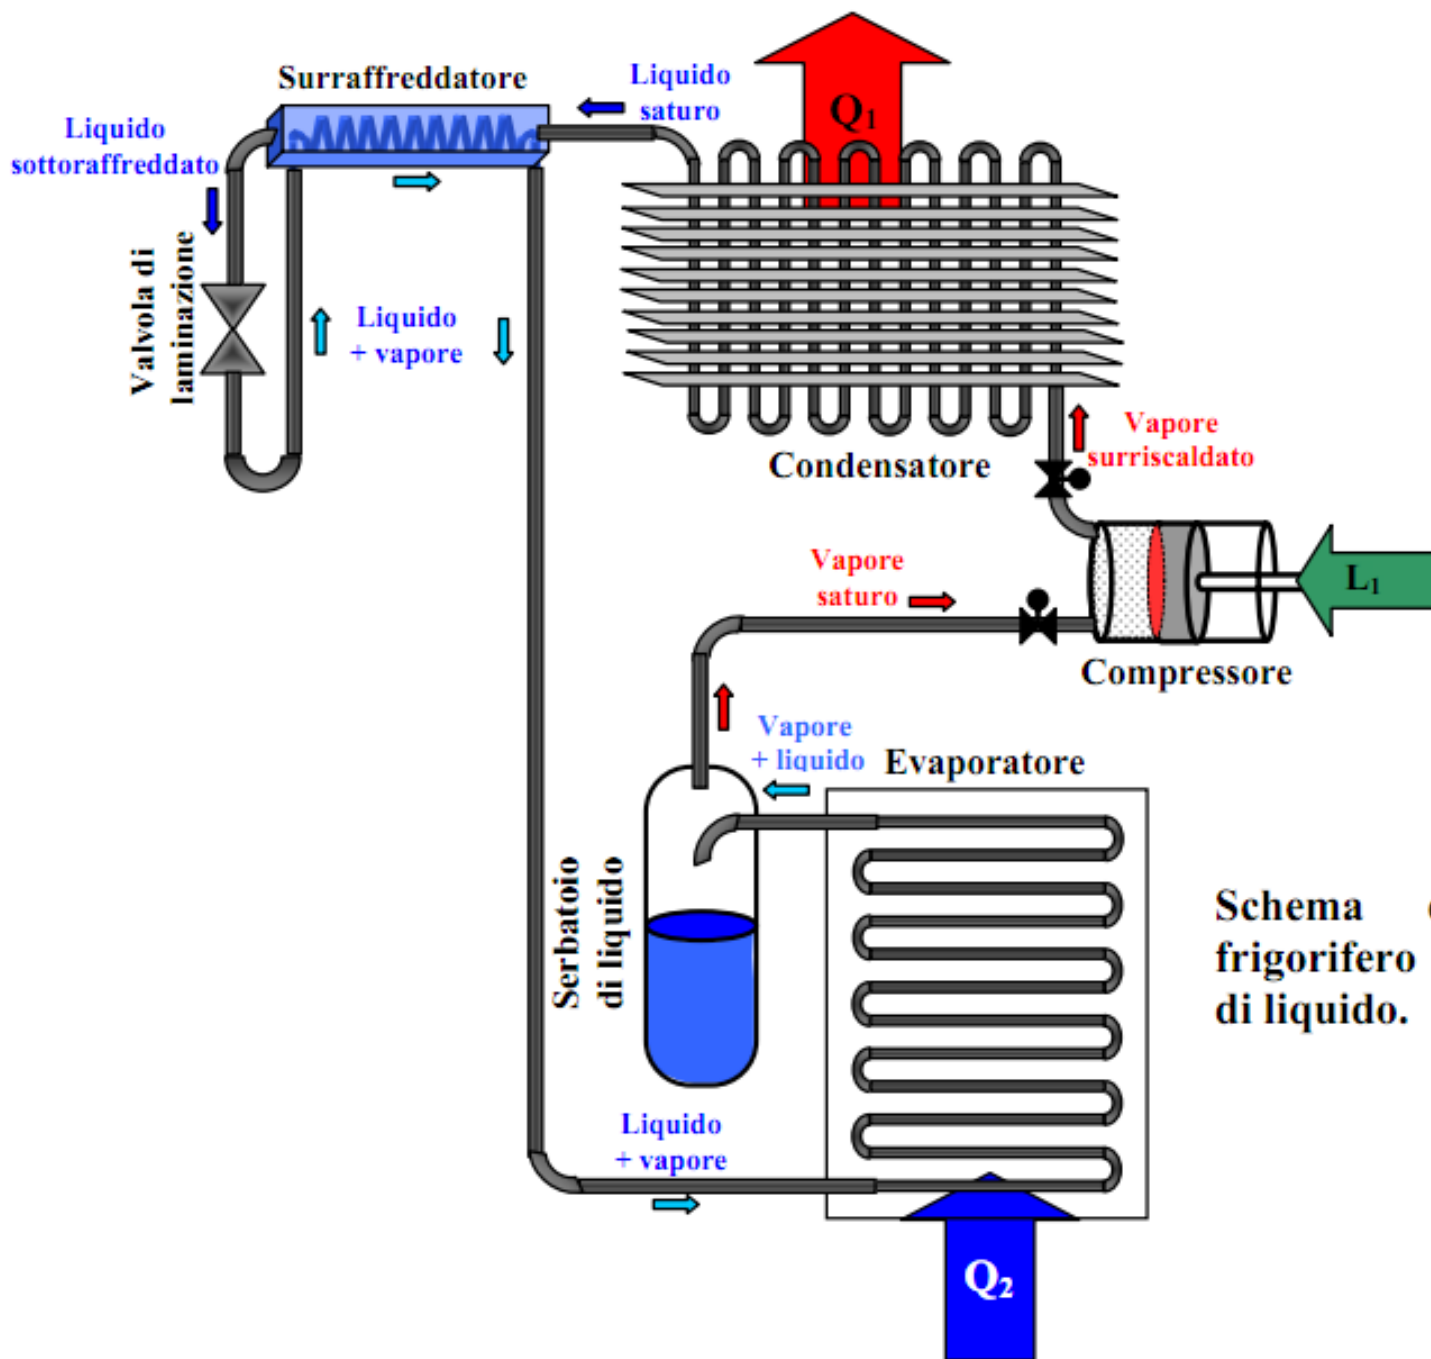 Surraffreddatore
Liquido
saturo
Q₁
Liquido
sottoraffreddato
Valvola di
laminazione
Liquido
+ vapore
Condensatore
Vapore
surriscaldato
Vapore
saturo
L₁
Compressore
Vapore
+ liquido
Evaporatore
Serbatoio
di liquido
Schema
frigorifero
di liquido.
Liquido
+ vapore
Q₂